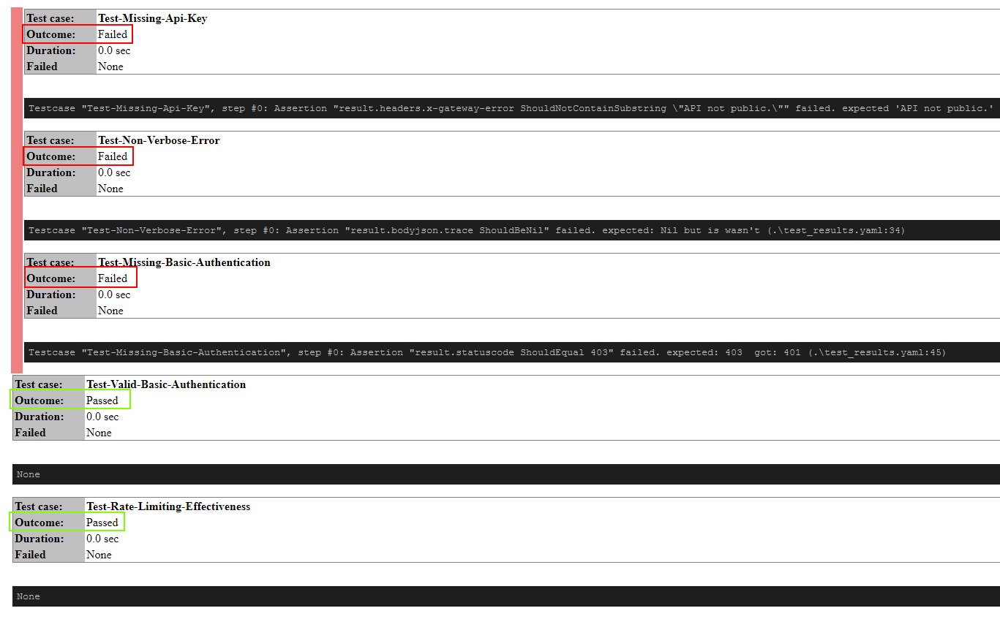 Test case: Test-Missing-Api-Key
Outcome: Failed
Duration: 0.0 sec
Failed None
Testcase "Test-Missing-Api-Key", step #0: Assertion "result.headers.x-gateway-error ShouldNotContainSubstring \"API not public.\"" failed. expected 'API not public.'
Test case: Test-Non-Verbose-Error
Outcome: Failed
Duration: 0.0 sec
Failed None
Testcase "Test-Non-Verbose-Error", step #0: Assertion "result.bodyjson.trace ShouldBeNil" failed. expected: Nil but is wasn't (.\test_results.yaml:34)
Test case: Test-Missing-Basic-Authentication
Outcome: Failed
Duration: 0.0 sec
Failed None
Testcase "Test-Missing-Basic-Authentication", step #0: Assertion "result.statuscode ShouldEqual 403" failed. expected: 403  got: 401 (.\test_results.yaml:45)
Test case: Test-Valid-Basic-Authentication
Outcome: Passed
Duration: 0.0 sec
Failed None
None
Test case: Test-Rate-Limiting-Effectiveness
Outcome: Passed
Duration: 0.0 sec
Failed None
None